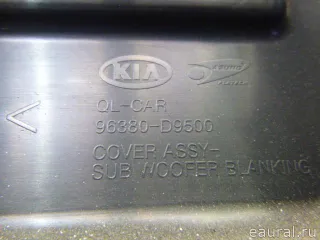 KIA
QL-CAR
96380-D9500
COVER ASSY-
SUB WOOFER BLANKING
eaural.ru